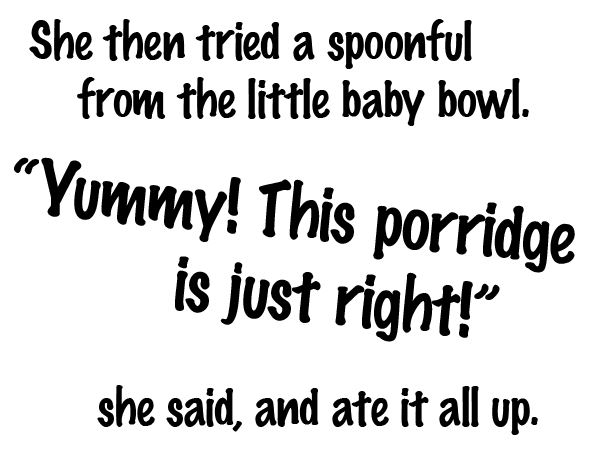 She then tried a spoonful
from the little baby bowl.
“Yummy! This porridge
is just right!”
she said, and ate it all up.